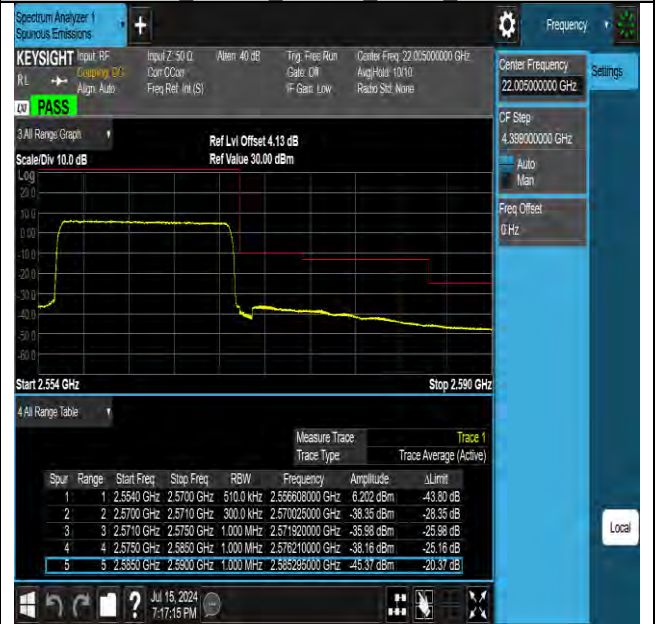 Spectrum Analyzer 1
Spurious Emissions
+
Frequency
KEYSIGHT Input: RF Input Z: 50 Ω Atten: 40 dB Trig: Free Run Center Freq: 22.005000000 GHz
RL Coupling: DC Corr CCorr Gate: Off Avg|Hold: 10/10
Align: Auto Freq Ref: Int (S) IF Gain: Low Radio Std: None
LXI PASS
Center Frequency
22.005000000 GHz
Settings
CF Step
4.399000000 GHz
Auto
Man
Freq Offset
0 Hz
3 All Range Graph
Ref Lvl Offset 4.13 dB
Scale/Div 10.0 dB Ref Value 30.00 dBm
Log
20.0
10.0
0.00
-10.0
-20.0
-30.0
-40.0
-50.0
-60.0
Start 2.554 GHz Stop 2.590 GHz
4 All Range Table
Measure Trace Trace 1
Trace Type Trace Average (Active)
Spur Range Start Freq Stop Freq RBW Frequency Amplitude ΔLimit
1 1 2.5540 GHz 2.5700 GHz 510.0 kHz 2.556608000 GHz 6.202 dBm -43.80 dB
2 2 2.5700 GHz 2.5710 GHz 300.0 kHz 2.570025000 GHz -38.35 dBm -28.35 dB
3 3 2.5710 GHz 2.5750 GHz 1.000 MHz 2.571920000 GHz -35.98 dBm -25.98 dB
4 4 2.5750 GHz 2.5850 GHz 1.000 MHz 2.576210000 GHz -38.16 dBm -25.16 dB
5 5 2.5850 GHz 2.5900 GHz 1.000 MHz 2.585295000 GHz -45.37 dBm -20.37 dB
Local
?
Jul 15, 2024
7:17:15 PM